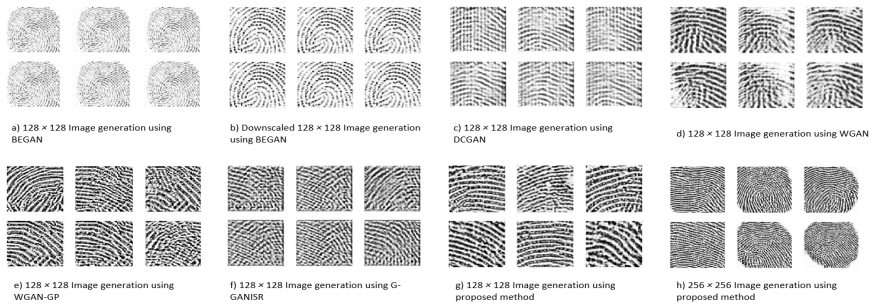 a) 128 × 128 Image generation using
BEGAN
b) Downscaled 128 × 128 Image generation
using BEGAN
c) 128 × 128 Image generation using
DCGAN
d) 128 × 128 Image generation using WGAN
e) 128 × 128 Image generation using
WGAN-GP
f) 128 × 128 Image generation using G-
GANISR
g) 128 × 128 Image generation using
proposed method
h) 256 × 256 Image generation using
proposed method